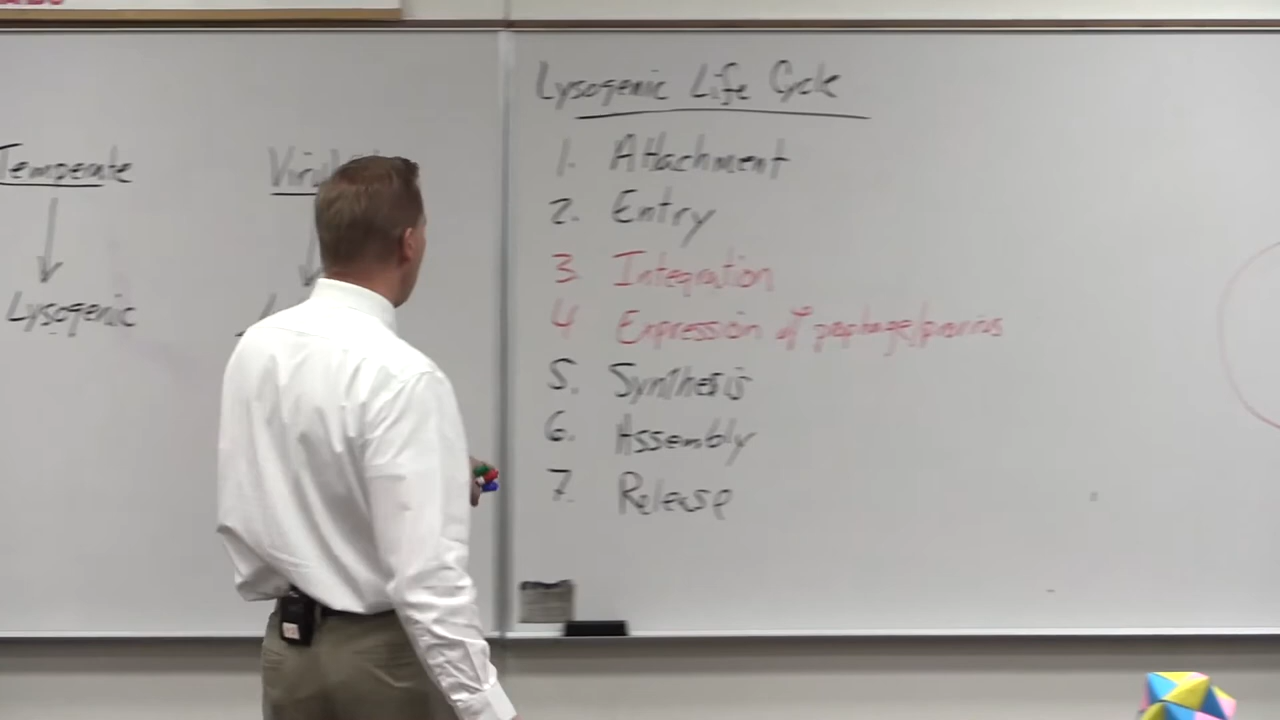 Temperate
Lysogenic
Lysogenic Life Cycle
1. Attachment
2. Entry
3. Integration
4 Expression of
5. Synthesis
6. Assembly
7. Release